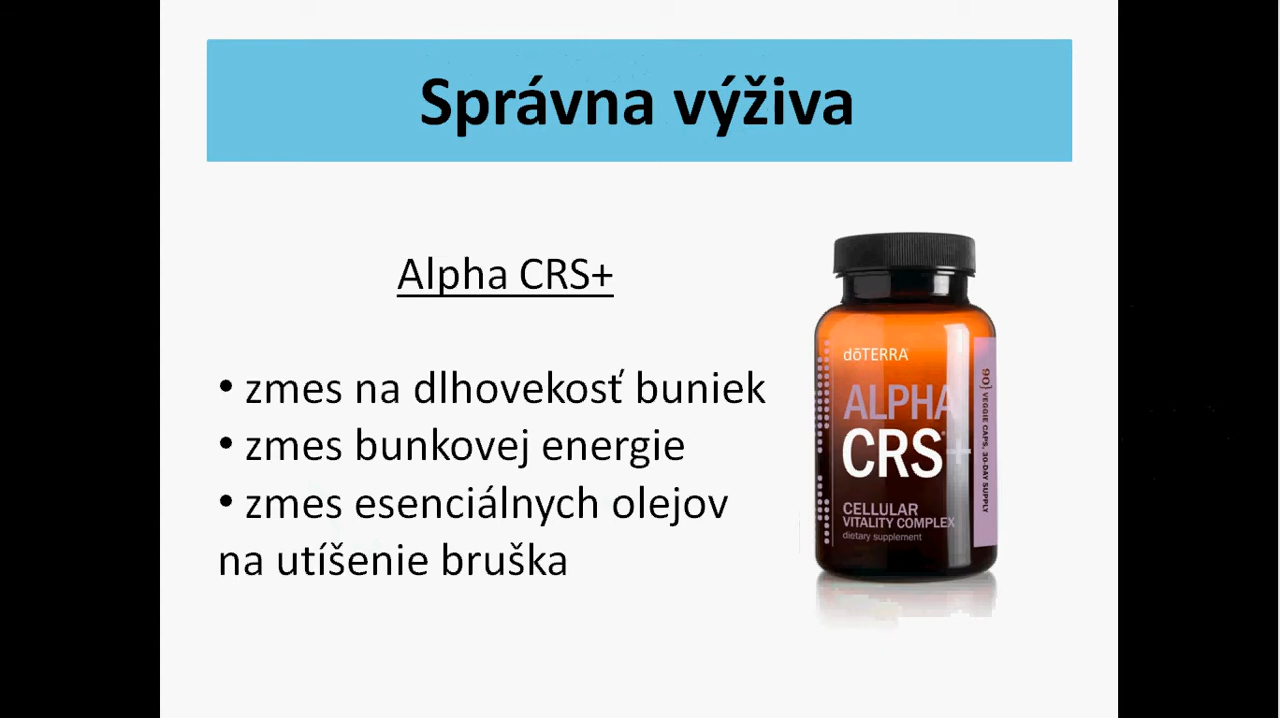 Správna výživa
Alpha CRS+
• zmes na dlhovekosť buniek
• zmes bunkovej energie
• zmes esenciálnych olejov
na utíšenie bruška
dōTERRA
ALPHA
CRS+
CELLULAR
VITALITY COMPLEX
dietary supplement
90 VEGGIE CAPS, 30-DAY SUPPLY